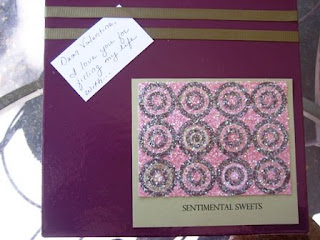 Dear Valentine,
I love you for
filling my life
with...
SENTIMENTAL SWEETS